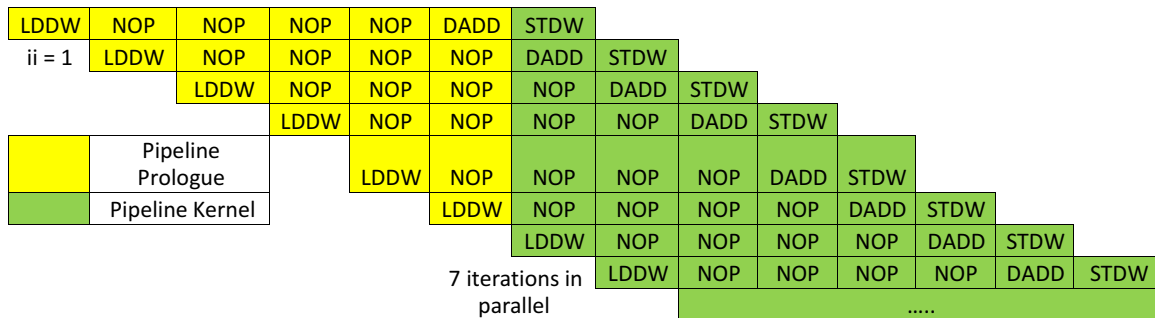 LDDW NOP NOP NOP NOP DADD STDW
ii = 1 LDDW NOP NOP NOP NOP DADD STDW
LDDW NOP NOP NOP NOP DADD STDW
LDDW NOP NOP NOP NOP DADD STDW
Pipeline
Prologue
LDDW NOP NOP NOP NOP DADD STDW
Pipeline Kernel
LDDW NOP NOP NOP NOP DADD STDW
LDDW NOP NOP NOP NOP DADD STDW
7 iterations in
parallel
LDDW NOP NOP NOP NOP DADD STDW
.....